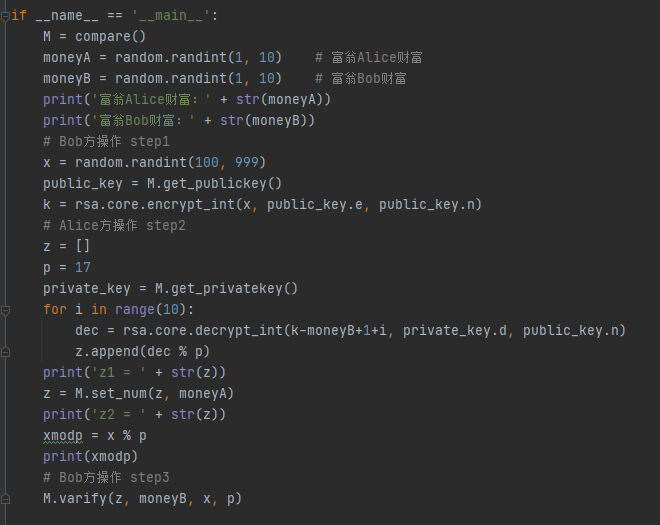 if __name__ == '__main__':
    M = compare()
    moneyA = random.randint(1, 10)    # 富翁Alice财富
    moneyB = random.randint(1, 10)    # 富翁Bob财富
    print('富翁Alice财富：' + str(moneyA))
    print('富翁Bob财富：' + str(moneyB))
    # Bob方操作 step1
    x = random.randint(100, 999)
    public_key = M.get_publickey()
    k = rsa.core.encrypt_int(x, public_key.e, public_key.n)
    # Alice方操作 step2
    z = []
    p = 17
    private_key = M.get_privatekey()
    for i in range(10):
        dec = rsa.core.decrypt_int(k-moneyB+1+i, private_key.d, public_key.n)
        z.append(dec % p)
    print('z1 = ' + str(z))
    z = M.set_num(z, moneyA)
    print('z2 = ' + str(z))
    xmodp = x % p
    print(xmodp)
    # Bob方操作 step3
    M.varify(z, moneyB, x, p)